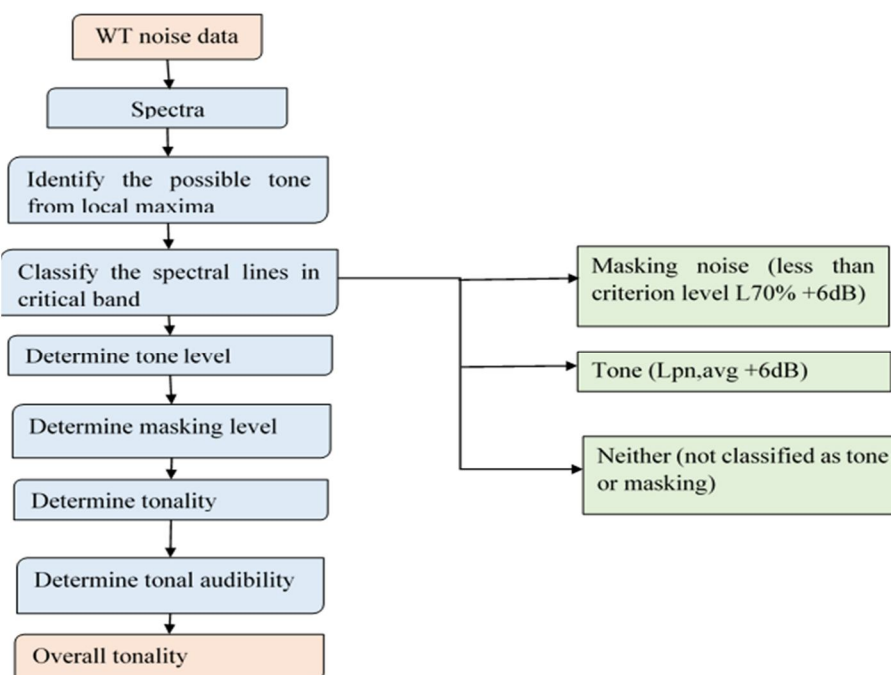 WT noise data
Spectra
Identify the possible tone
from local maxima
Classify the spectral lines in
critical band
Determine tone level
Determine masking level
Determine tonality
Determine tonal audibility
Overall tonality
Masking noise (less than
criterion level L70% +6dB)
Tone (Lpn,avg +6dB)
Neither (not classified as tone
or masking)